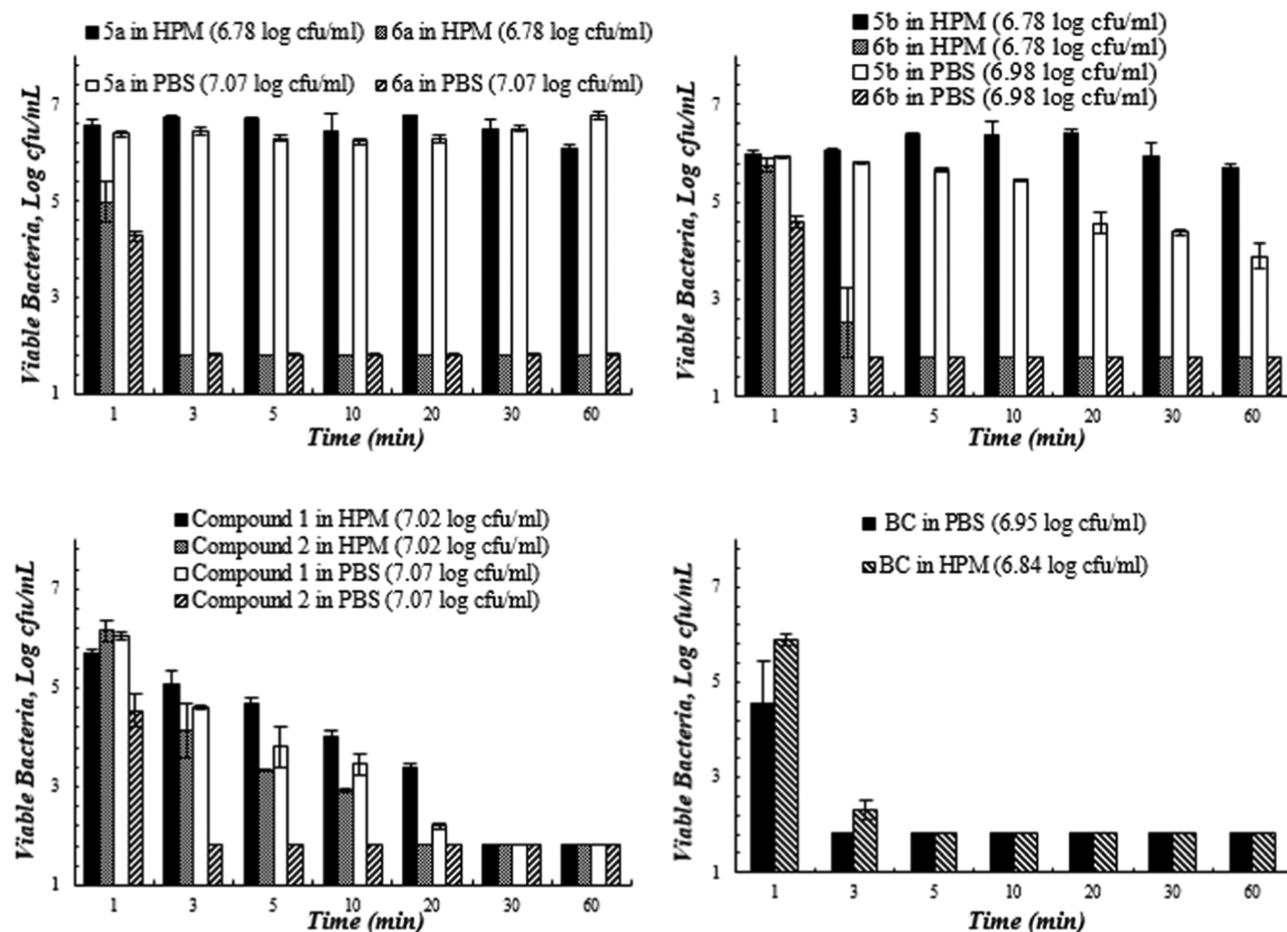 5a in HPM (6.78 log cfu/ml) 6a in HPM (6.78 log cfu/ml)
5a in PBS (7.07 log cfu/ml) 6a in PBS (7.07 log cfu/ml)
Viable Bacteria, Log cfu/mL
7
5
3
1
1 3 5 10 20 30 60
Time (min)
5b in HPM (6.78 log cfu/ml)
6b in HPM (6.78 log cfu/ml)
5b in PBS (6.98 log cfu/ml)
6b in PBS (6.98 log cfu/ml)
Viable Bacteria, Log cfu/mL
7
5
3
1
1 3 5 10 20 30 60
Time (min)
Compound 1 in HPM (7.02 log cfu/ml)
Compound 2 in HPM (7.02 log cfu/ml)
Compound 1 in PBS (7.07 log cfu/ml)
Compound 2 in PBS (7.07 log cfu/ml)
Viable Bacteria, Log cfu/mL
7
5
3
1
1 3 5 10 20 30 60
Time (min)
BC in PBS (6.95 log cfu/ml)
BC in HPM (6.84 log cfu/ml)
Viable Bacteria, Log cfu/mL
7
5
3
1
1 3 5 10 20 30 60
Time (min)